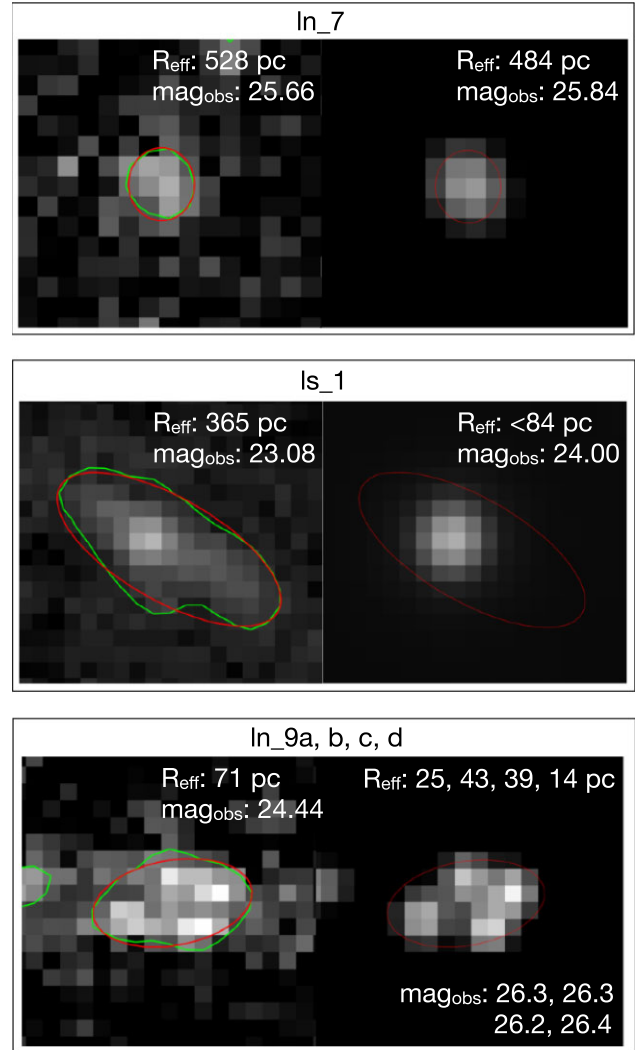 ln_7
Reff: 528 pc
magobs: 25.66
Reff: 484 pc
magobs: 25.84
ls_1
Reff: 365 pc
magobs: 23.08
Reff: <84 pc
magobs: 24.00
ln_9a, b, c, d
Reff: 71 pc
magobs: 24.44
Reff: 25, 43, 39, 14 pc
magobs: 26.3, 26.3
26.2, 26.4